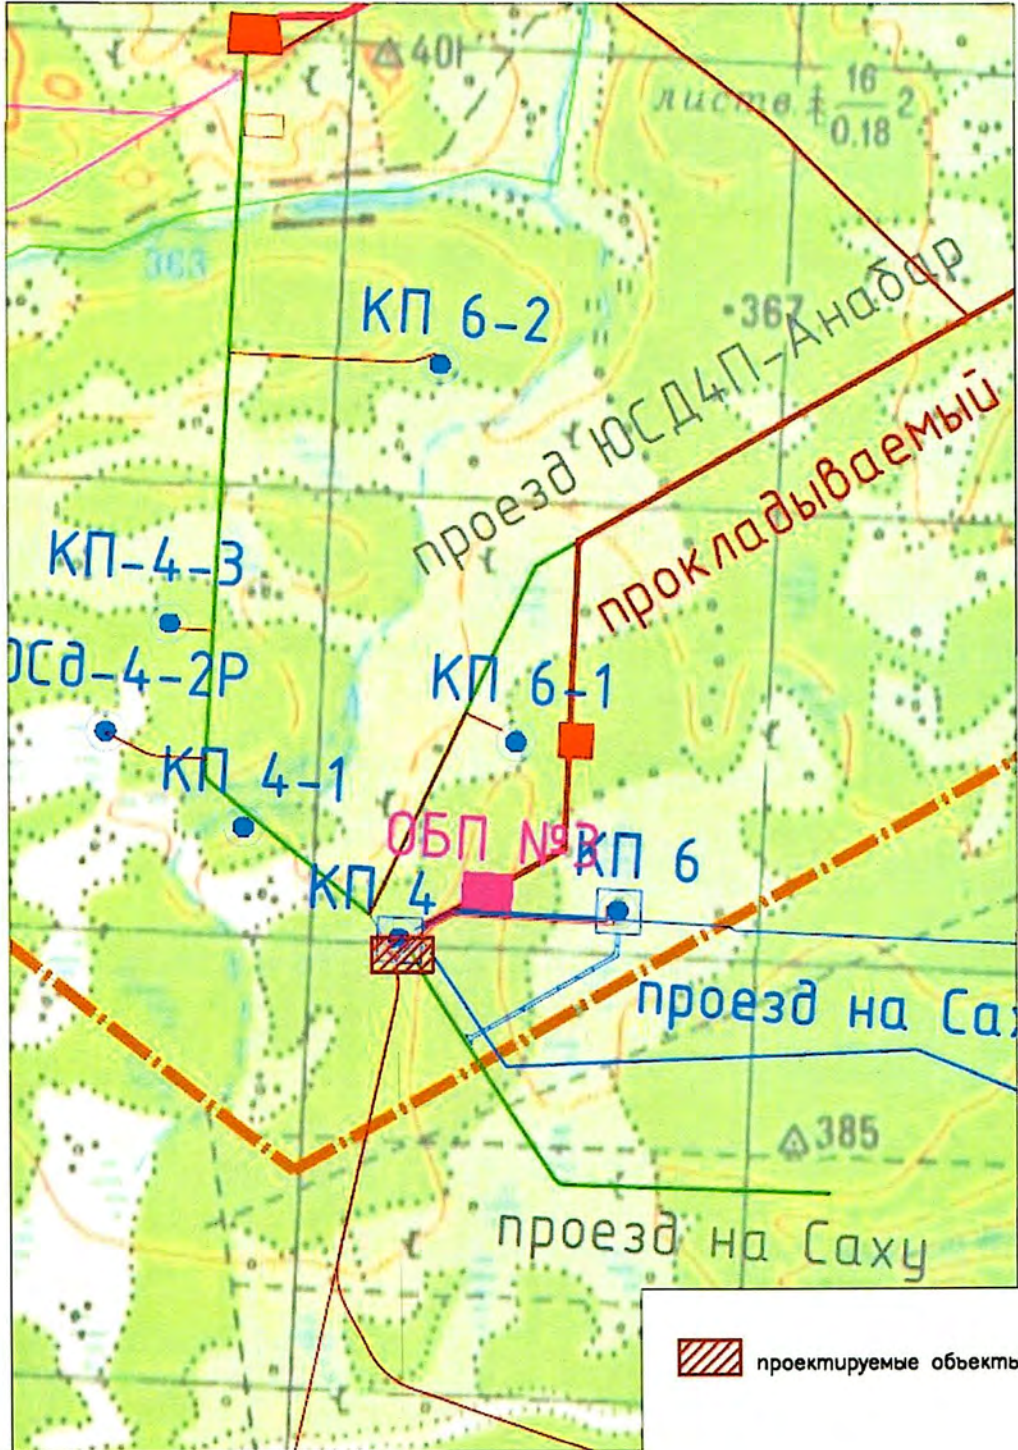 401
листв. 16 2
0.18
363
КП 6-2
367
проезд ЮСД4П-Анабар
прокладываемый
КП-4-3
ЮСд-4-2Р
КП 6-1
КП 4-1
ОБП №3
КП 6
КП 4
проезд на Сах
385
проезд на Саху
проектируемые объекты